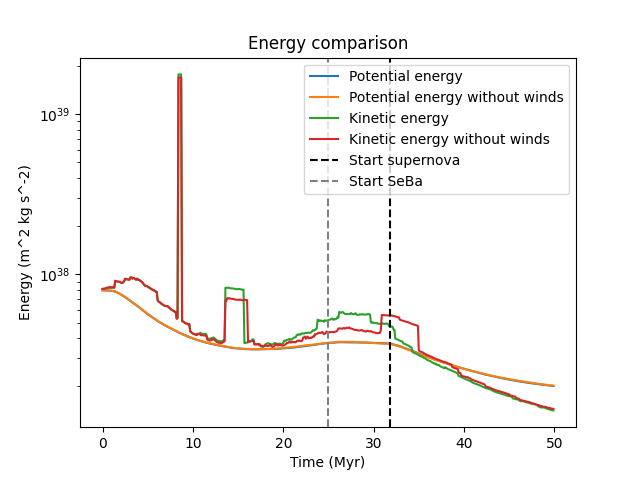 Energy comparison
Potential energy
Potential energy without winds
Kinetic energy
Kinetic energy without winds
Start supernova
Start SeBa
10^39
10^38
Energy (m^2 kg s^-2)
0 10 20 30 40 50
Time (Myr)